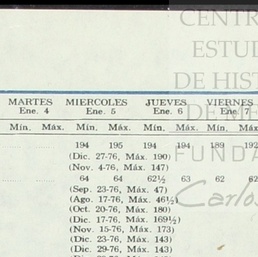 CENTR
ESTUD
DE HIST
DE ME
FUNDA
Carlos
MARTES MIERCOLES JUEVES VIERNES
Ene. 4 Ene. 5 Ene. 6 Ene. 7
Mín. Máx. Mín. Máx. Mín. Máx. Mín. Máx.
194 195 194 194 189 192
(Dic. 27-76, Máx. 190)
(Nov. 4-76, Máx. 147)
64 64 62½ 63 62 62
(Sep. 23-76, Máx. 47)
(Ago. 17-76, Máx. 46½)
(Oct. 20-76, Máx. 180)
(Dic. 17-76, Máx. 169½)
(Nov. 15-76, Máx. 173)
(Dic. 23-76, Máx. 143)
(Dic. 29-76, Máx. 143)